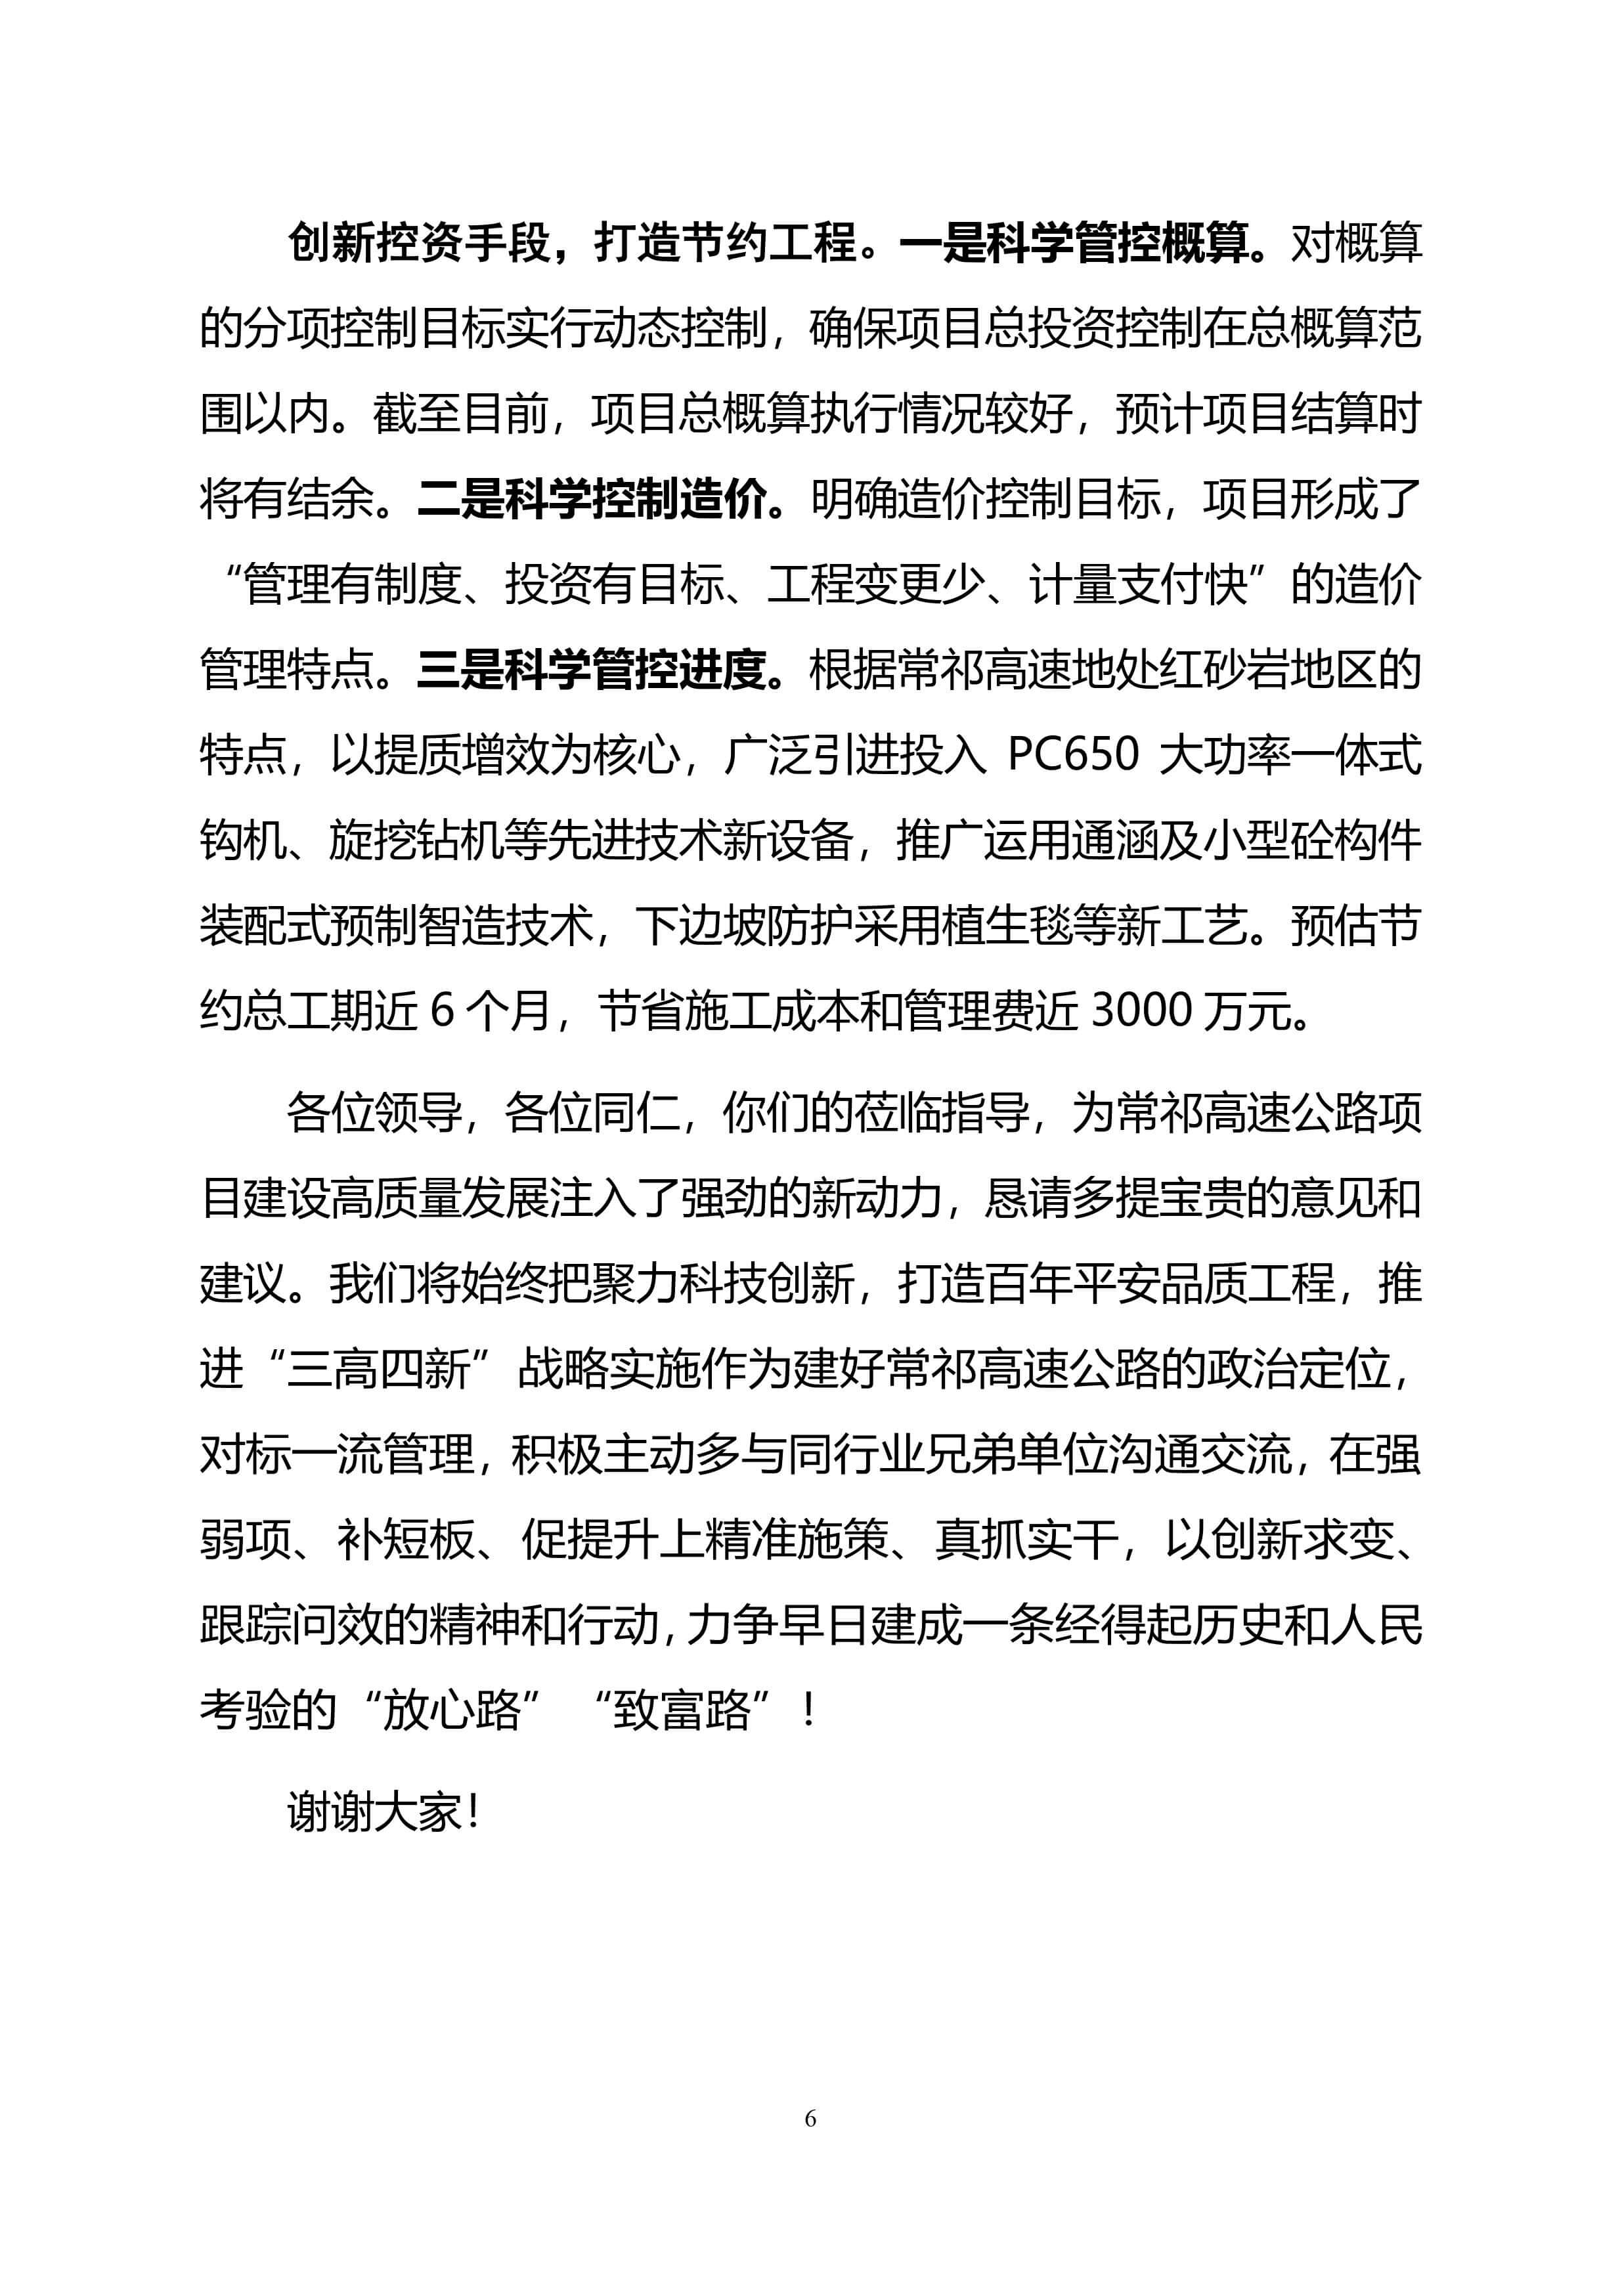 创新控资手段，打造节约工程。一是科学管控概算。对概算
的分项控制目标实行动态控制，确保项目总投资控制在总概算范
围以内。截至目前，项目总概算执行情况较好，预计项目结算时
将有结余。二是科学控制造价。明确造价控制目标，项目形成了
“管理有制度、投资有目标、工程变更少、计量支付快”的造价
管理特点。三是科学管控进度。根据常祁高速地处红砂岩地区的
特点，以提质增效为核心，广泛引进投入 PC650 大功率一体式
钩机、旋挖钻机等先进技术新设备，推广运用通涵及小型砼构件
装配式预制智造技术，下边坡防护采用植生毯等新工艺。预估节
约总工期近 6 个月，节省施工成本和管理费近 3000 万元。
各位领导，各位同仁，你们的莅临指导，为常祁高速公路项
目建设高质量发展注入了强劲的新动力，恳请多提宝贵的意见和
建议。我们将始终把聚力科技创新，打造百年平安品质工程，推
进“三高四新”战略实施作为建好常祁高速公路的政治定位，
对标一流管理，积极主动多与同行业兄弟单位沟通交流，在强
弱项、补短板、促提升上精准施策、真抓实干，以创新求变、
跟踪问效的精神和行动，力争早日建成一条经得起历史和人民
考验的“放心路”“致富路”！
谢谢大家！
6